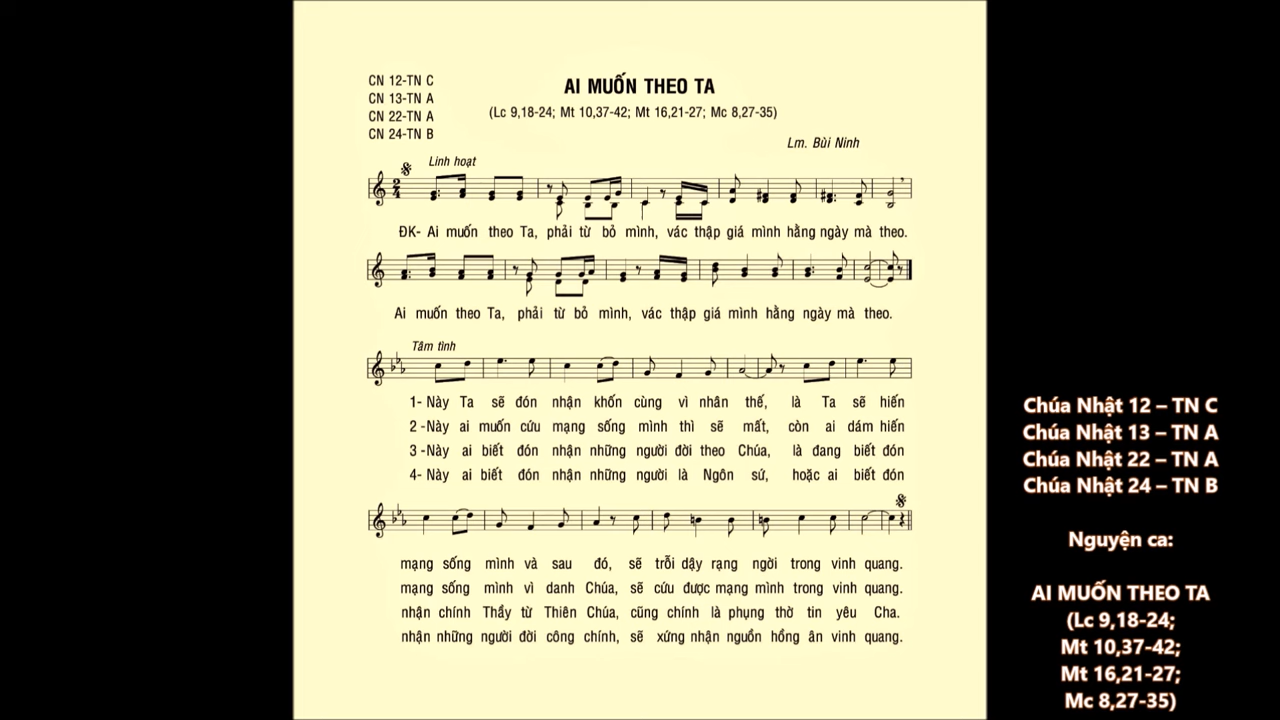 CN 12-TN C
CN 13-TN A
CN 22-TN A
CN 24-TN B
AI MUỐN THEO TA
(Lc 9,18-24; Mt 10,37-42; Mt 16,21-27; Mc 8,27-35)
Lm. Bùi Ninh
Linh hoạt
ĐK- Ai muốn theo Ta, phải từ bỏ mình, vác thập giá mình hằng ngày mà theo.
Ai muốn theo Ta, phải từ bỏ mình, vác thập giá mình hằng ngày mà theo.
Tâm tình
1- Này Ta sẽ đón nhận khốn cùng vì nhân thế, là Ta sẽ hiến
2 -Này ai muốn cứu mạng sống mình thì sẽ mất, còn ai dám hiến
3 -Này ai biết đón nhận những người đời theo Chúa, là đang biết đón
4- Này ai biết đón nhận những người là Ngôn sứ, hoặc ai biết đón
mạng sống mình và sau đó, sẽ trỗi dậy rạng ngời trong vinh quang.
mạng sống mình vì danh Chúa, sẽ cứu được mạng mình trong vinh quang.
nhận chính Thầy từ Thiên Chúa, cũng chính là phụng thờ tin yêu Cha.
nhận những người đời công chính, sẽ xứng nhận nguồn hồng ân vinh quang.
Chúa Nhật 12 – TN C
Chúa Nhật 13 – TN A
Chúa Nhật 22 – TN A
Chúa Nhật 24 – TN B
Nguyện ca:
AI MUỐN THEO TA
(Lc 9,18-24;
Mt 10,37-42;
Mt 16,21-27;
Mc 8,27-35)